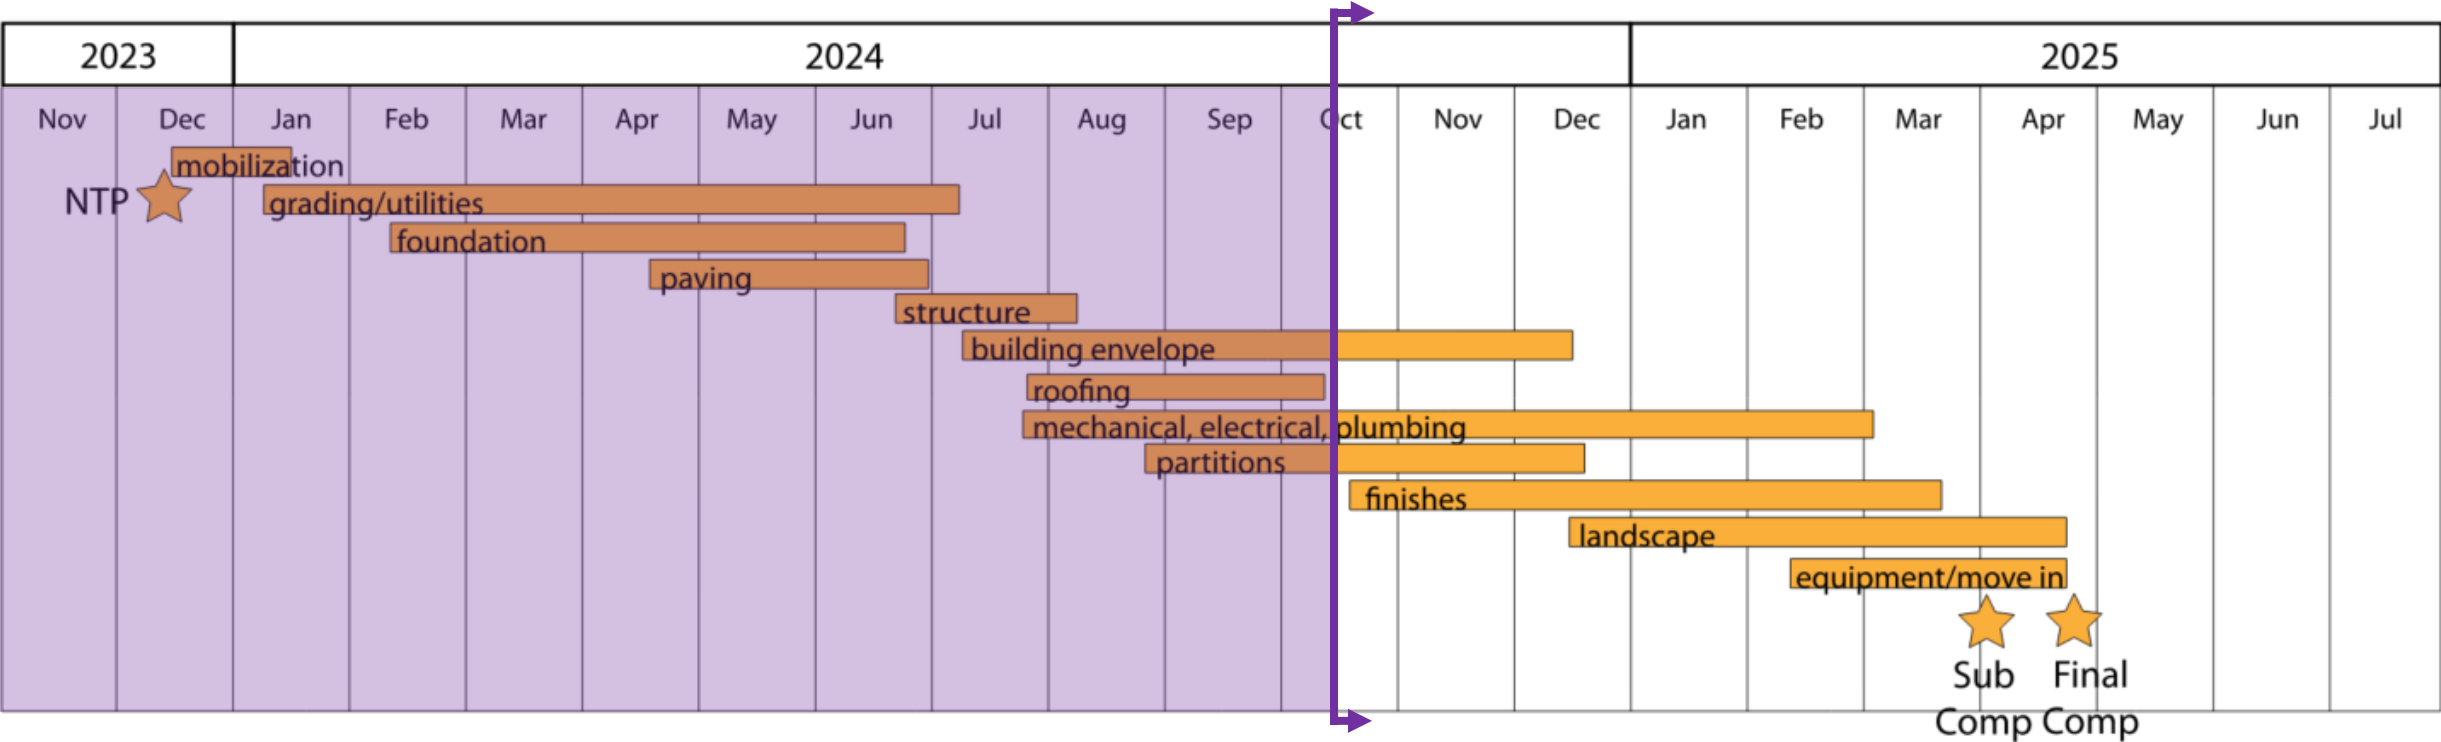 2023 2024 2025
Nov Dec Jan Feb Mar Apr May Jun Jul Aug Sep Oct Nov Dec Jan Feb Mar Apr May Jun Jul
mobilization
NTP
grading/utilities
foundation
paving
structure
building envelope
roofing
mechanical, electrical, plumbing
partitions
finishes
landscape
equipment/move in
Sub Final
Comp Comp